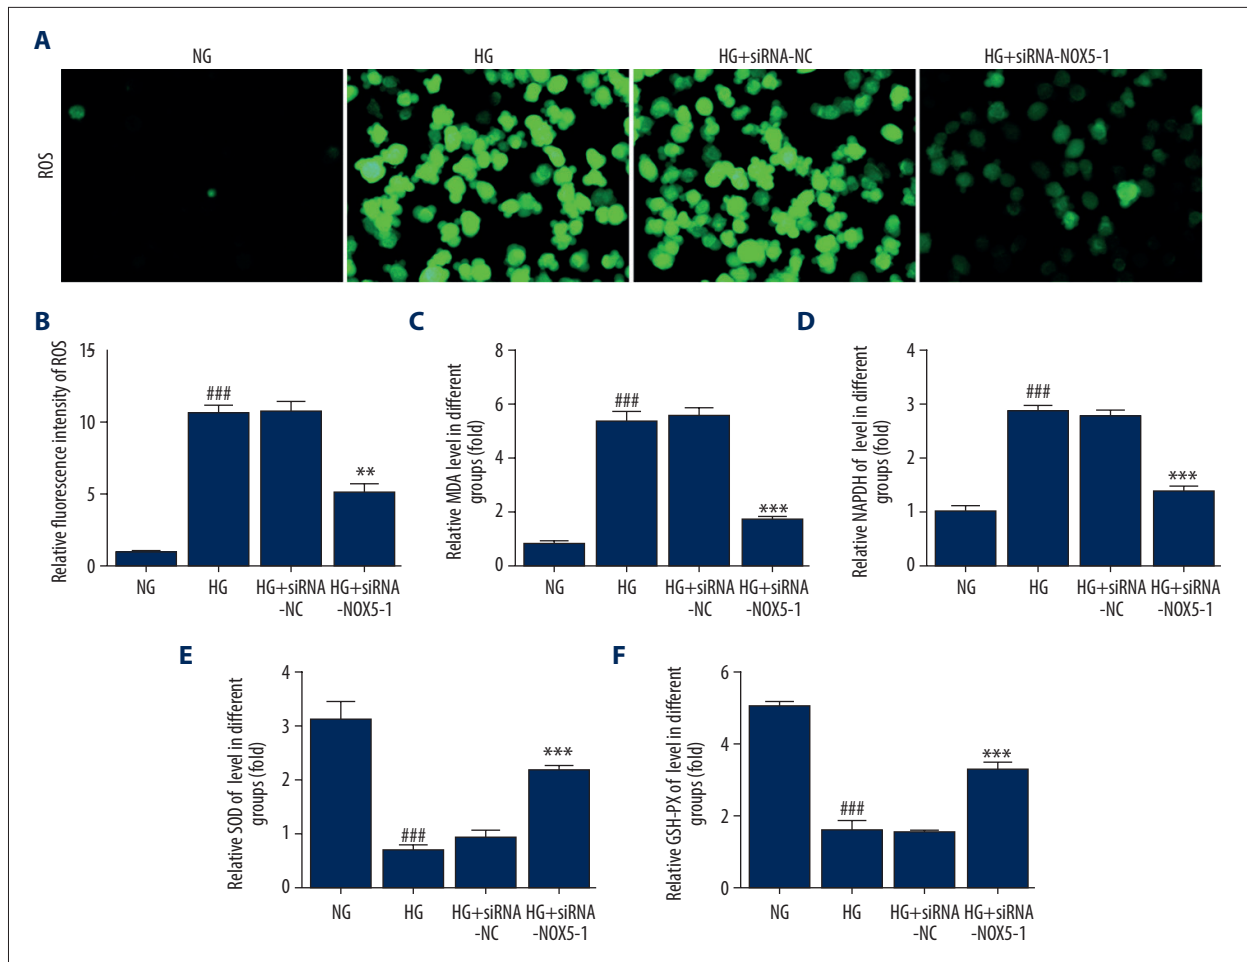 A
NG HG HG+siRNA-NC HG+siRNA-NOX5-1
ROS
B
Relative fluorescence intensity of ROS
15
10
5
0
###
**
NG HG HG+siRNA HG+siRNA
-NC -NOX5-1
C
Relative MDA level in different
groups (fold)
8
6
4
2
0
###
***
NG HG HG+siRNA HG+siRNA
-NC -NOX5-1
D
Relative NAPDH of level in different
groups (fold)
4
3
2
1
0
###
***
NG HG HG+siRNA HG+siRNA
-NC -NOX5-1
E
Relative SOD of level in different
groups (fold)
4
3
2
1
0
###
***
NG HG HG+siRNA HG+siRNA
-NC -NOX5-1
F
Relative GSH-PX of level in different
groups (fold)
6
4
2
0
###
***
NG HG HG+siRNA HG+siRNA
-NC -NOX5-1